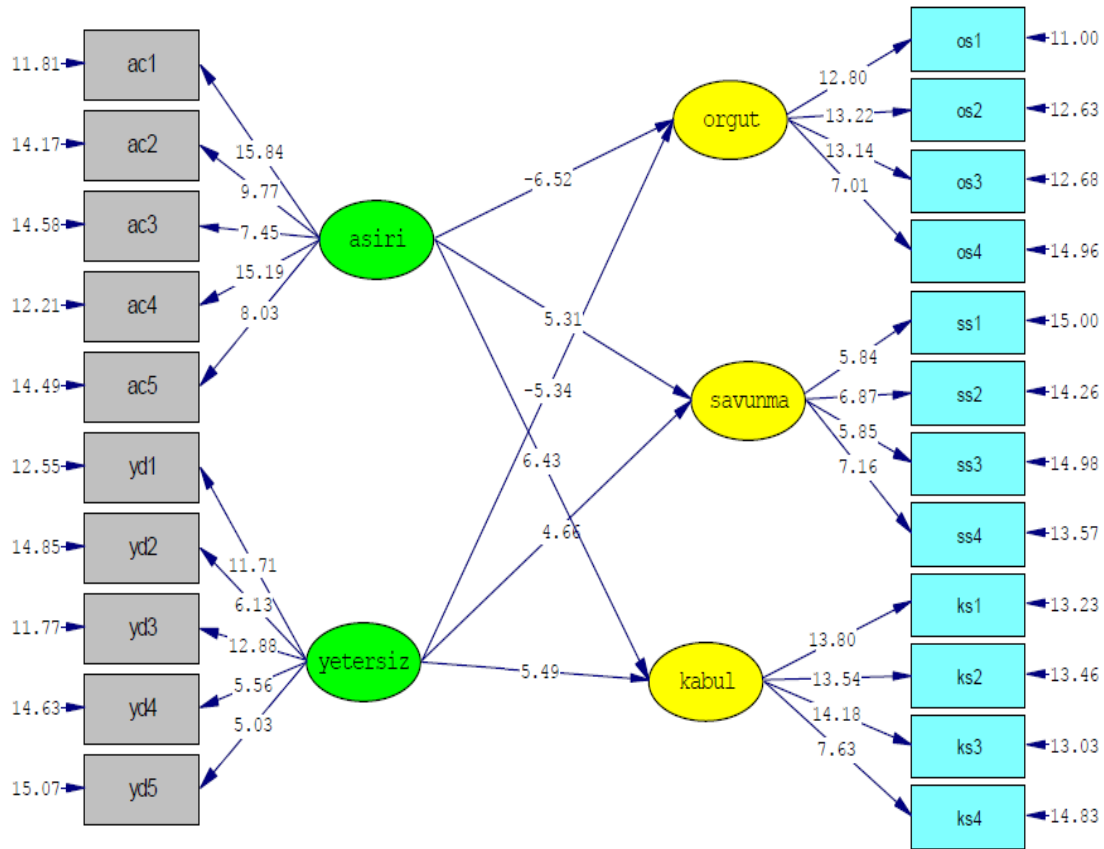 11.81
ac1
14.17
ac2
14.58
ac3
12.21
ac4
14.49
ac5
12.55
yd1
14.85
yd2
11.77
yd3
14.63
yd4
15.07
yd5
15.84
9.77
7.45
15.19
8.03
11.71
6.13
12.88
5.56
5.03
asiri
yetersiz
-6.52
5.31
-5.34
6.43
4.66
5.49
orgut
savunma
kabul
12.80
13.22
13.14
7.01
5.84
6.87
5.85
7.16
13.80
13.54
14.18
7.63
os1
11.00
os2
12.63
os3
12.68
os4
14.96
ss1
15.00
ss2
14.26
ss3
14.98
ss4
13.57
ks1
13.23
ks2
13.46
ks3
13.03
ks4
14.83